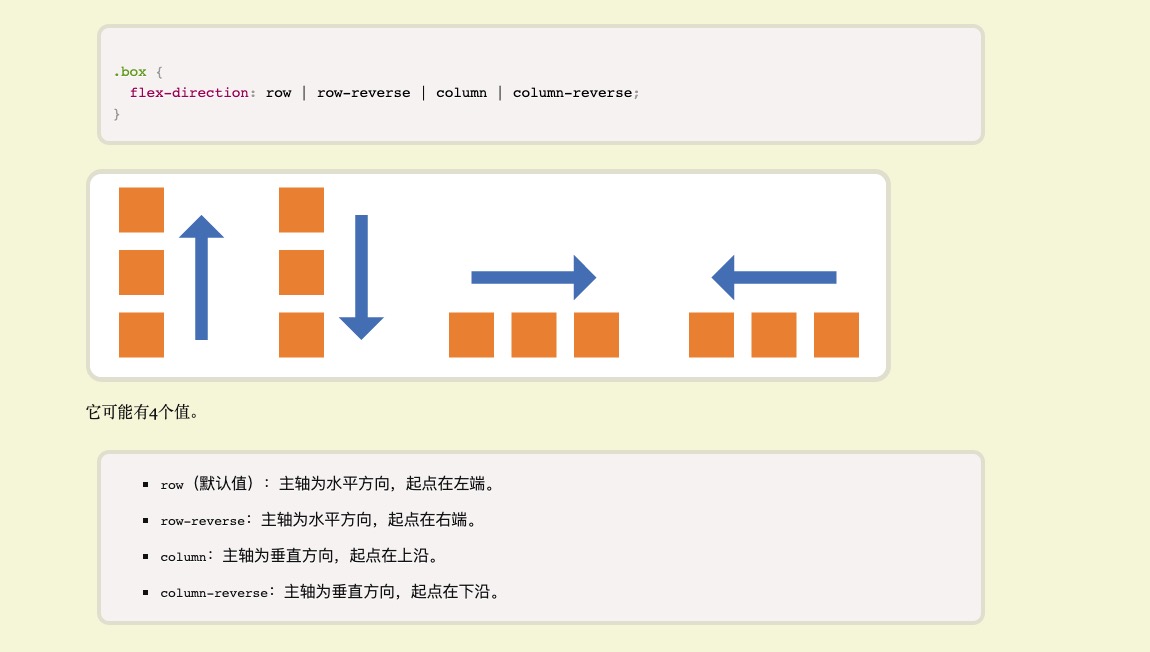 .box {
  flex-direction: row | row-reverse | column | column-reverse;
}
它可能有4个值。
row（默认值）：主轴为水平方向，起点在左端。
row-reverse：主轴为水平方向，起点在右端。
column：主轴为垂直方向，起点在上沿。
column-reverse：主轴为垂直方向，起点在下沿。